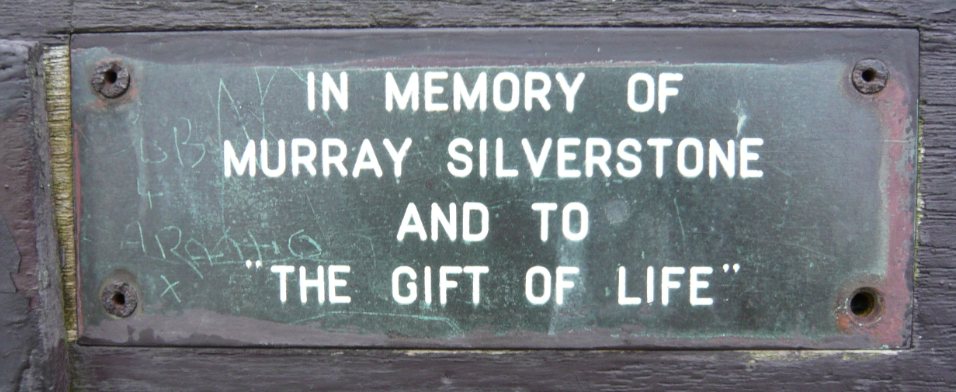 IN MEMORY OF
MURRAY SILVERSTONE
AND TO
"THE GIFT OF LIFE"